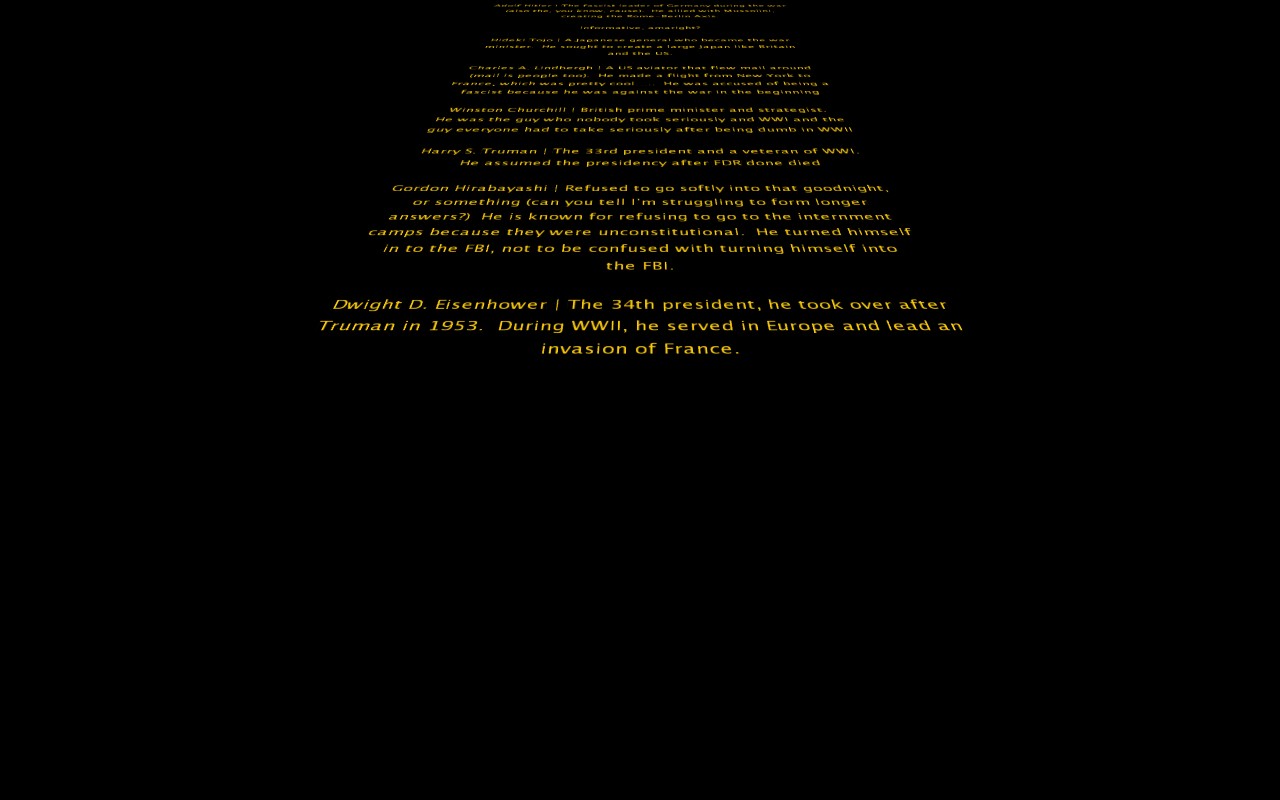 Adolf Hitler | The fascist leader of Germany during the war
(also the, you know, cause). He allied with Mussolini,
creating the Rome-Berlin Axis
Informative, amaright?
Hideki Tojo | A Japanese general who became the war
minister. He sought to create a large Japan like Britain
and the US.
Charles A. Lindbergh | A US aviator that flew mail around
(mail is people too). He made a flight from New York to
France, which was pretty cool . . . He was accused of being a
fascist because he was against the war in the beginning
Winston Churchill | British prime minister and strategist.
He was the guy who nobody took seriously and WWI and the
guy everyone had to take seriously after being dumb in WWII
Harry S. Truman | The 33rd president and a veteran of WWI.
He assumed the presidency after FDR done died
Gordon Hirabayashi | Refused to go softly into that goodnight,
or something (can you tell I'm struggling to form longer
answers?) He is known for refusing to go to the internment
camps because they were unconstitutional. He turned himself
in to the FBI, not to be confused with turning himself into
the FBI.
Dwight D. Eisenhower | The 34th president, he took over after
Truman in 1953. During WWII, he served in Europe and lead an
invasion of France.